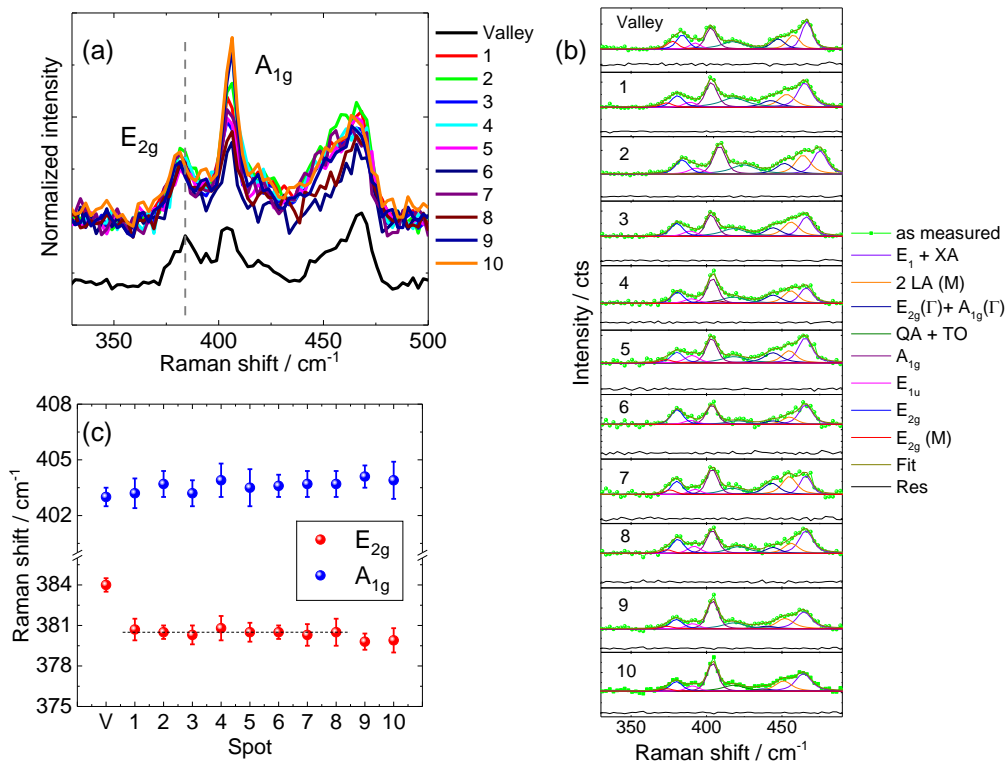 (a)
E2g
A1g
Normalized intensity
350
400
450
500
Raman shift / cm-1
Valley
1
2
3
4
5
6
7
8
9
10
(b)
Valley
1
2
3
4
5
6
7
8
9
10
Intensity / cts
350
400
450
Raman shift / cm-1
as measured
E1 + XA
2 LA (M)
E2g(Γ)+ A1g(Γ)
QA + TO
A1g
E1u
E2g
E2g (M)
Fit
Res
(c)
408
405
402
384
381
378
375
Raman shift / cm-1
E2g
A1g
V 1 2 3 4 5 6 7 8 9 10
Spot